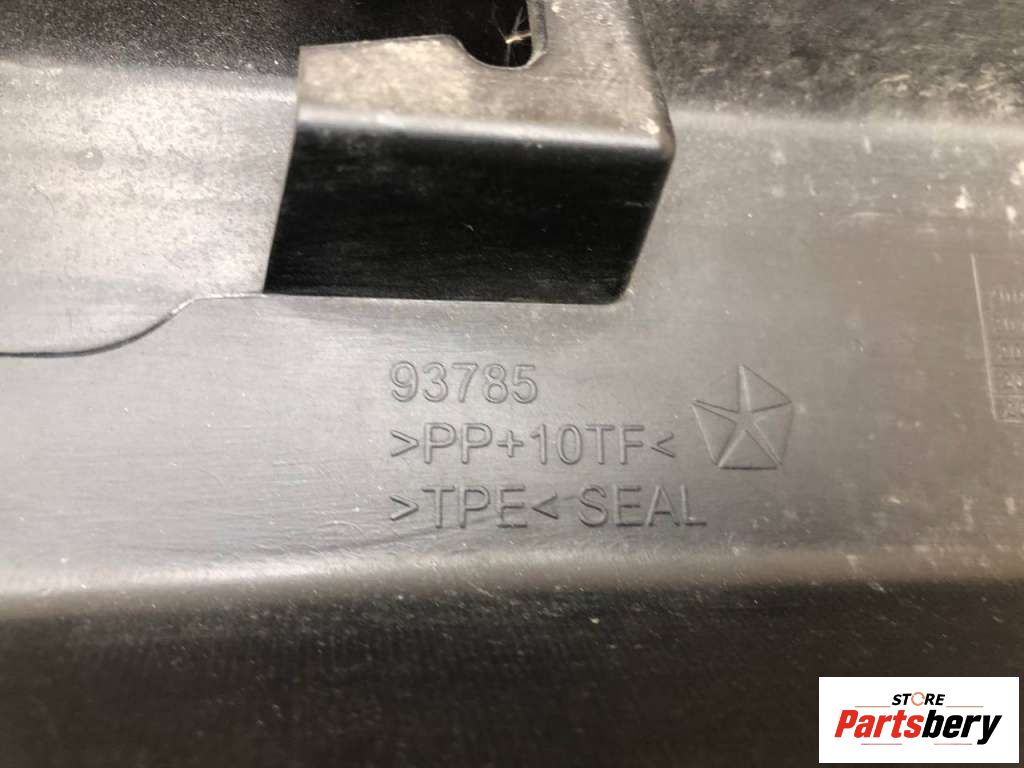 93785
>PP+10TF<
>TPE< SEAL
STORE
Partsbery